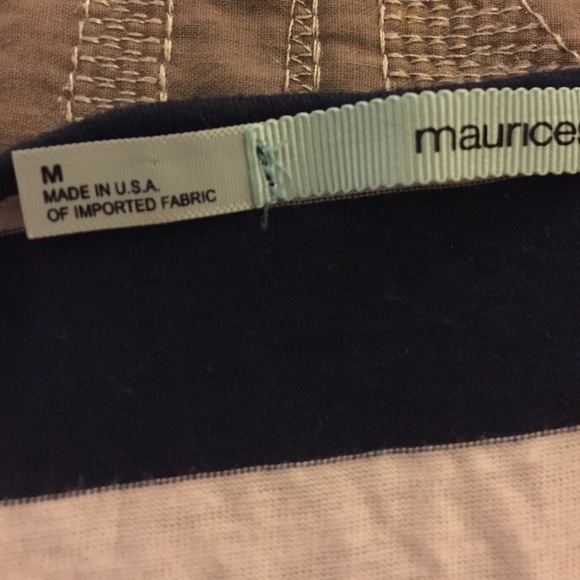 M
MADE IN U.S.A.
OF IMPORTED FABRIC
maurices